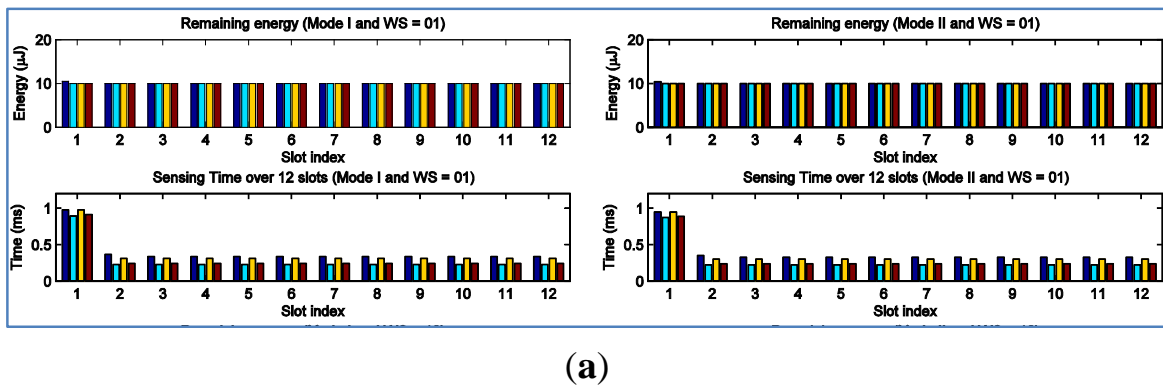 Remaining energy (Mode I and WS = 01)
Energy (μJ)
20
10
0
1 2 3 4 5 6 7 8 9 10 11 12
Slot index
Sensing Time over 12 slots (Mode I and WS = 01)
Time (ms)
1
0.5
0
1 2 3 4 5 6 7 8 9 10 11 12
Slot index
Remaining energy (Mode II and WS = 01)
Energy (μJ)
20
10
0
1 2 3 4 5 6 7 8 9 10 11 12
Slot index
Sensing Time over 12 slots (Mode II and WS = 01)
Time (ms)
1
0.5
0
1 2 3 4 5 6 7 8 9 10 11 12
Slot index
(a)